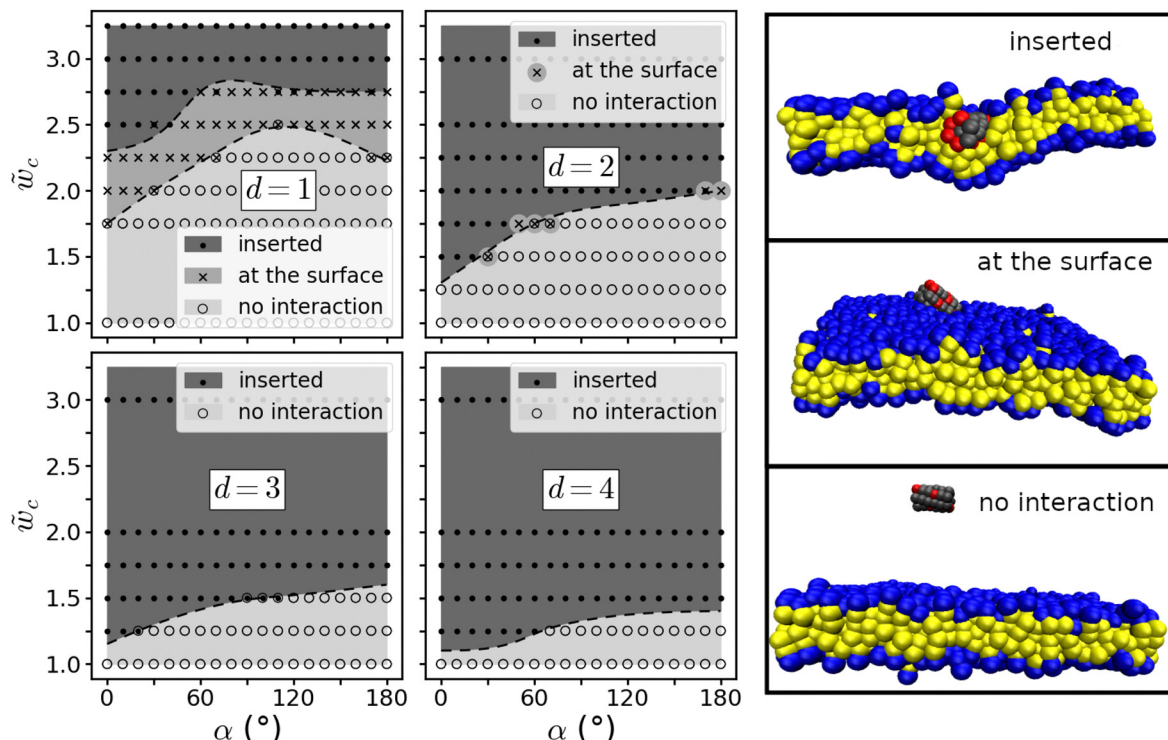 3.0
2.5
2.0
1.5
1.0
w̃_c
d = 1
inserted
at the surface
no interaction
inserted
at the surface
no interaction
d = 2
3.0
2.5
2.0
1.5
1.0
w̃_c
inserted
no interaction
d = 3
0 60 120 180
α (°)
inserted
no interaction
d = 4
0 60 120 180
α (°)
inserted
at the surface
no interaction